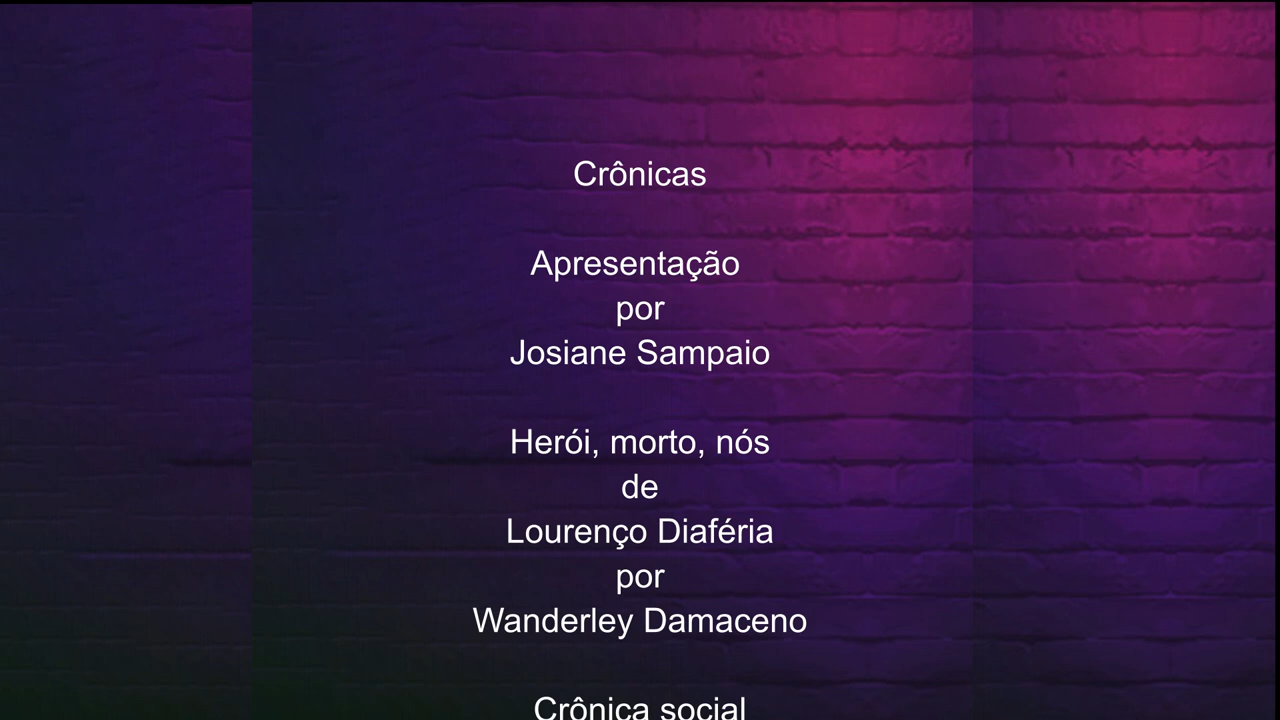 Crônicas
Apresentação
por
Josiane Sampaio
Herói, morto, nós
de
Lourenço Diaféria
por
Wanderley Damaceno
Crônica social